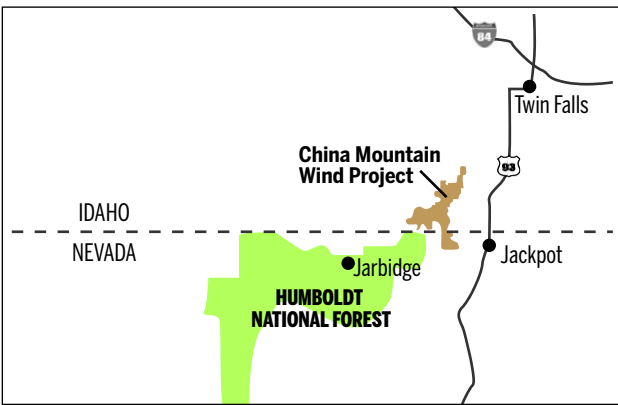 84
Twin Falls
China Mountain
Wind Project
93
IDAHO
NEVADA
Jackpot
Jarbidge
HUMBOLDT
NATIONAL FOREST